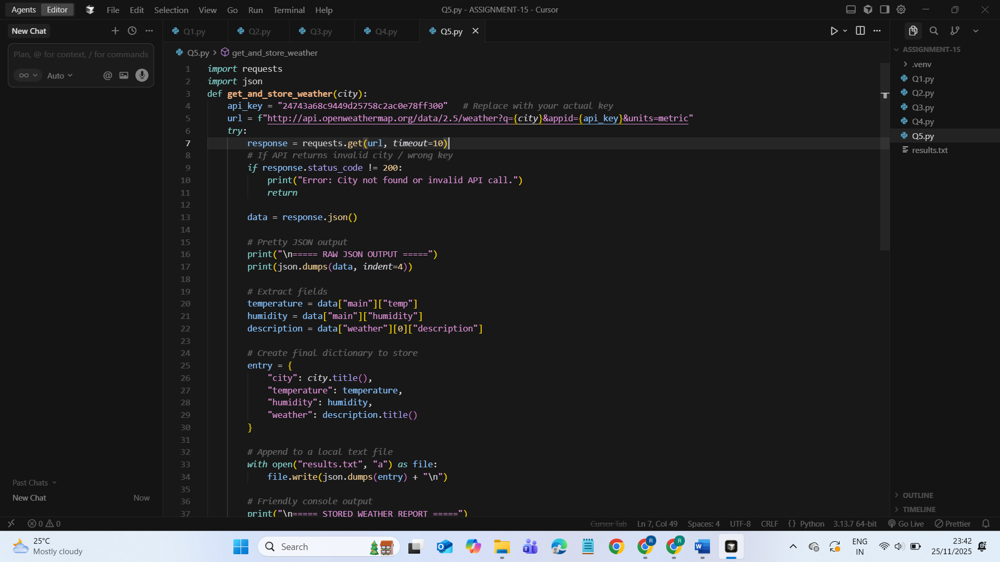 Agents Editor File Edit Selection View Go Run Terminal Help Q5.py - ASSIGNMENT-15 - Cursor
New Chat
Plan, @ for context, / for commands
Auto
Past Chats
New Chat Now
Q1.py Q2.py Q3.py Q4.py Q5.py
Q5.py > get_and_store_weather
1 import requests
2 import json
3 def get_and_store_weather(city):
4 api_key = "24743a68c9449d25758c2ac0e78ff300" # Replace with your actual key
5 url = f"http://api.openweathermap.org/data/2.5/weather?q={city}&appid={api_key}&units=metric"
6 try:
7 response = requests.get(url, timeout=10)
8 # If API returns invalid city / wrong key
9 if response.status_code != 200:
10 print("Error: City not found or invalid API call.")
11 return
12
13 data = response.json()
14
15 # Pretty JSON output
16 print("\n===== RAW JSON OUTPUT =====")
17 print(json.dumps(data, indent=4))
18
19 # Extract fields
20 temperature = data["main"]["temp"]
21 humidity = data["main"]["humidity"]
22 description = data["weather"][0]["description"]
23
24 # Create final dictionary to store
25 entry = {
26 "city": city.title(),
27 "temperature": temperature,
28 "humidity": humidity,
29 "weather": description.title()
30 }
31
32 # Append to a local text file
33 with open("results.txt", "a") as file:
34 file.write(json.dumps(entry) + "\n")
35
36 # Friendly console output
37 print("\n===== STORED WEATHER REPORT =====")
ASSIGNMENT-15
.venv
Q1.py
Q2.py
Q3.py
Q4.py
Q5.py
results.txt
OUTLINE
TIMELINE
0 0 Cursor Tab Ln 7, Col 49 Spaces: 4 UTF-8 CRLF {} Python 3.13.7 64-bit Go Live Prettier
25°C
Mostly cloudy
Search
R
R
ENG
IN
23:42
25/11/2025